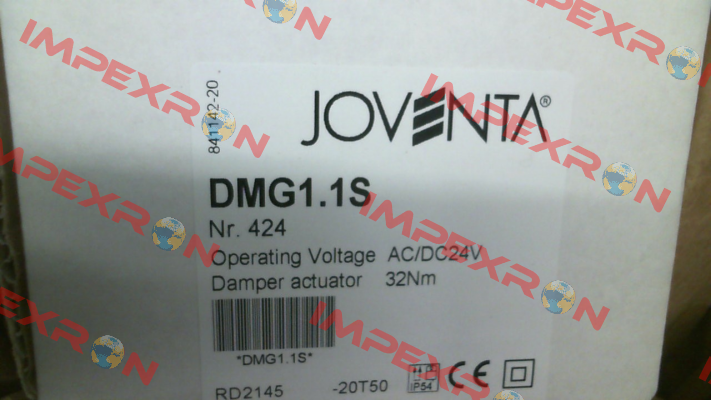 841142-20
JOVENTA®
DMG1.1S
Nr. 424
Operating Voltage AC/DC24V
Damper actuator 32Nm
*DMG1.1S*
RD2145 -20T50 IP54 CE
IMPEXRON
IMPEXRON
IMPEXRON
IMPEXRON
IMPEXRON
IMPEXRON
IMPEXRON